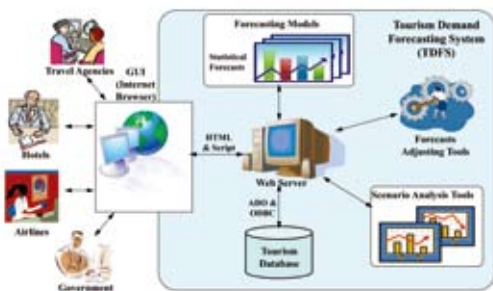 Travel Agencies
Hotels
Airlines
Government
GUI
(Internet
Browser)
HTML
& Script
Forecasting Models
Statistical
Forecasts
Tourism Demand
Forecasting System
(TDFS)
Web Server
Forecasts
Adjusting Tools
Scenario Analysis Tools
ADO &
ODBC
Tourism
Database